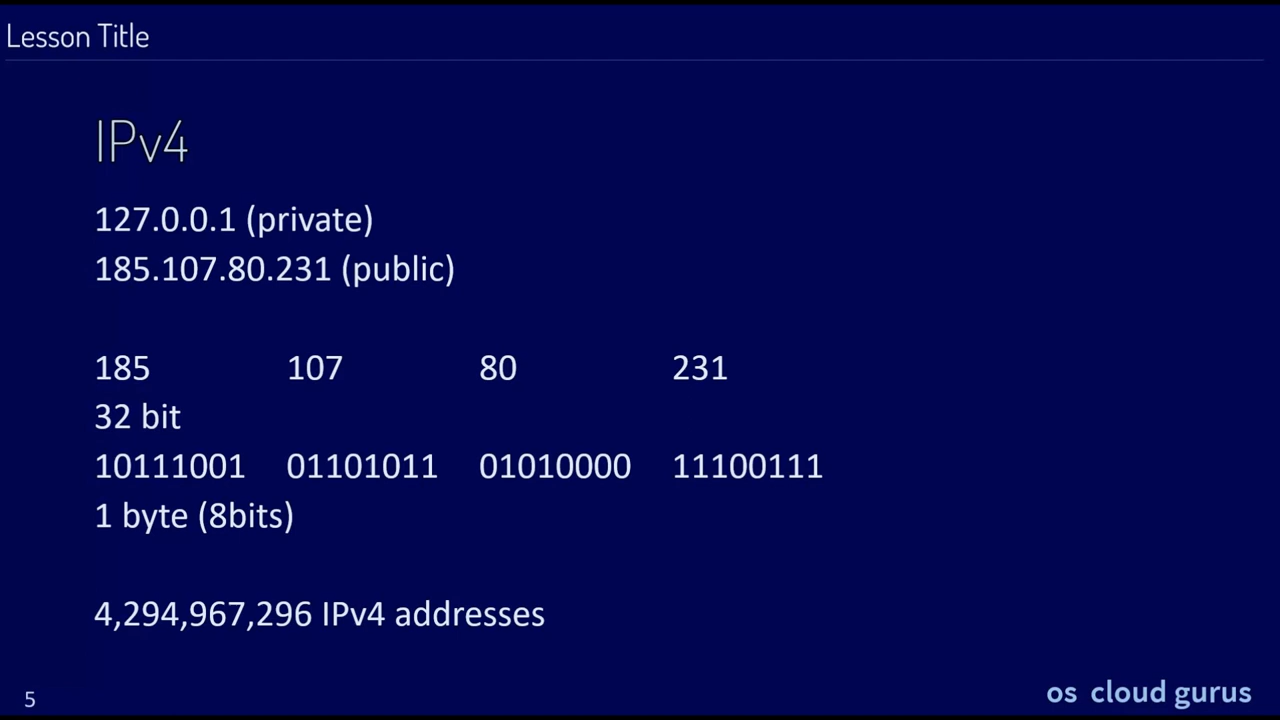 Lesson Title
IPv4
127.0.0.1 (private)
185.107.80.231 (public)
185 107 80 231
32 bit
10111001 01101011 01010000 11100111
1 byte (8bits)
4,294,967,296 IPv4 addresses
5
os cloud gurus